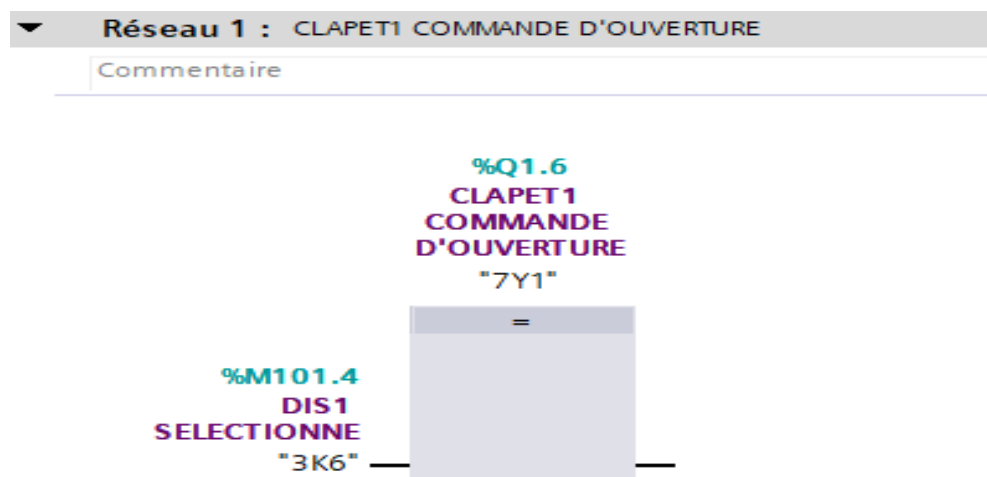 Réseau 1 : CLAPET1 COMMANDE D'OUVERTURE
Commentaire
%Q1.6
CLAPET1
COMMANDE
D'OUVERTURE
"7Y1"
=
%M101.4
DIS1
SELECTIONNE
"3K6"